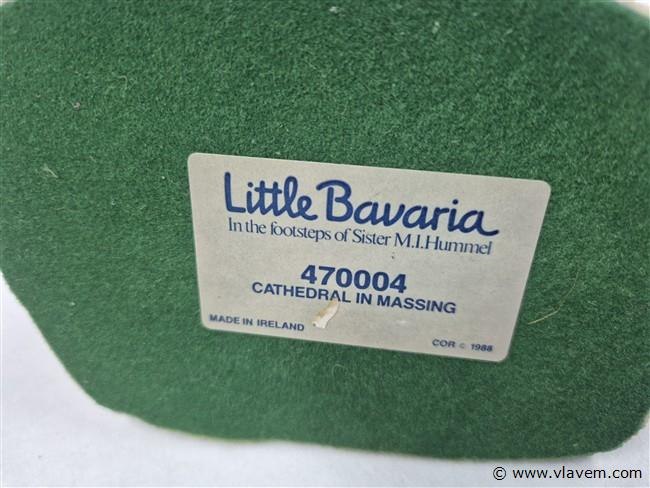 Little Bavaria
In the footsteps of Sister M.I.Hummel
470004
CATHEDRAL IN MASSING
MADE IN IRELAND
COR © 1988
© www.vlavem.com